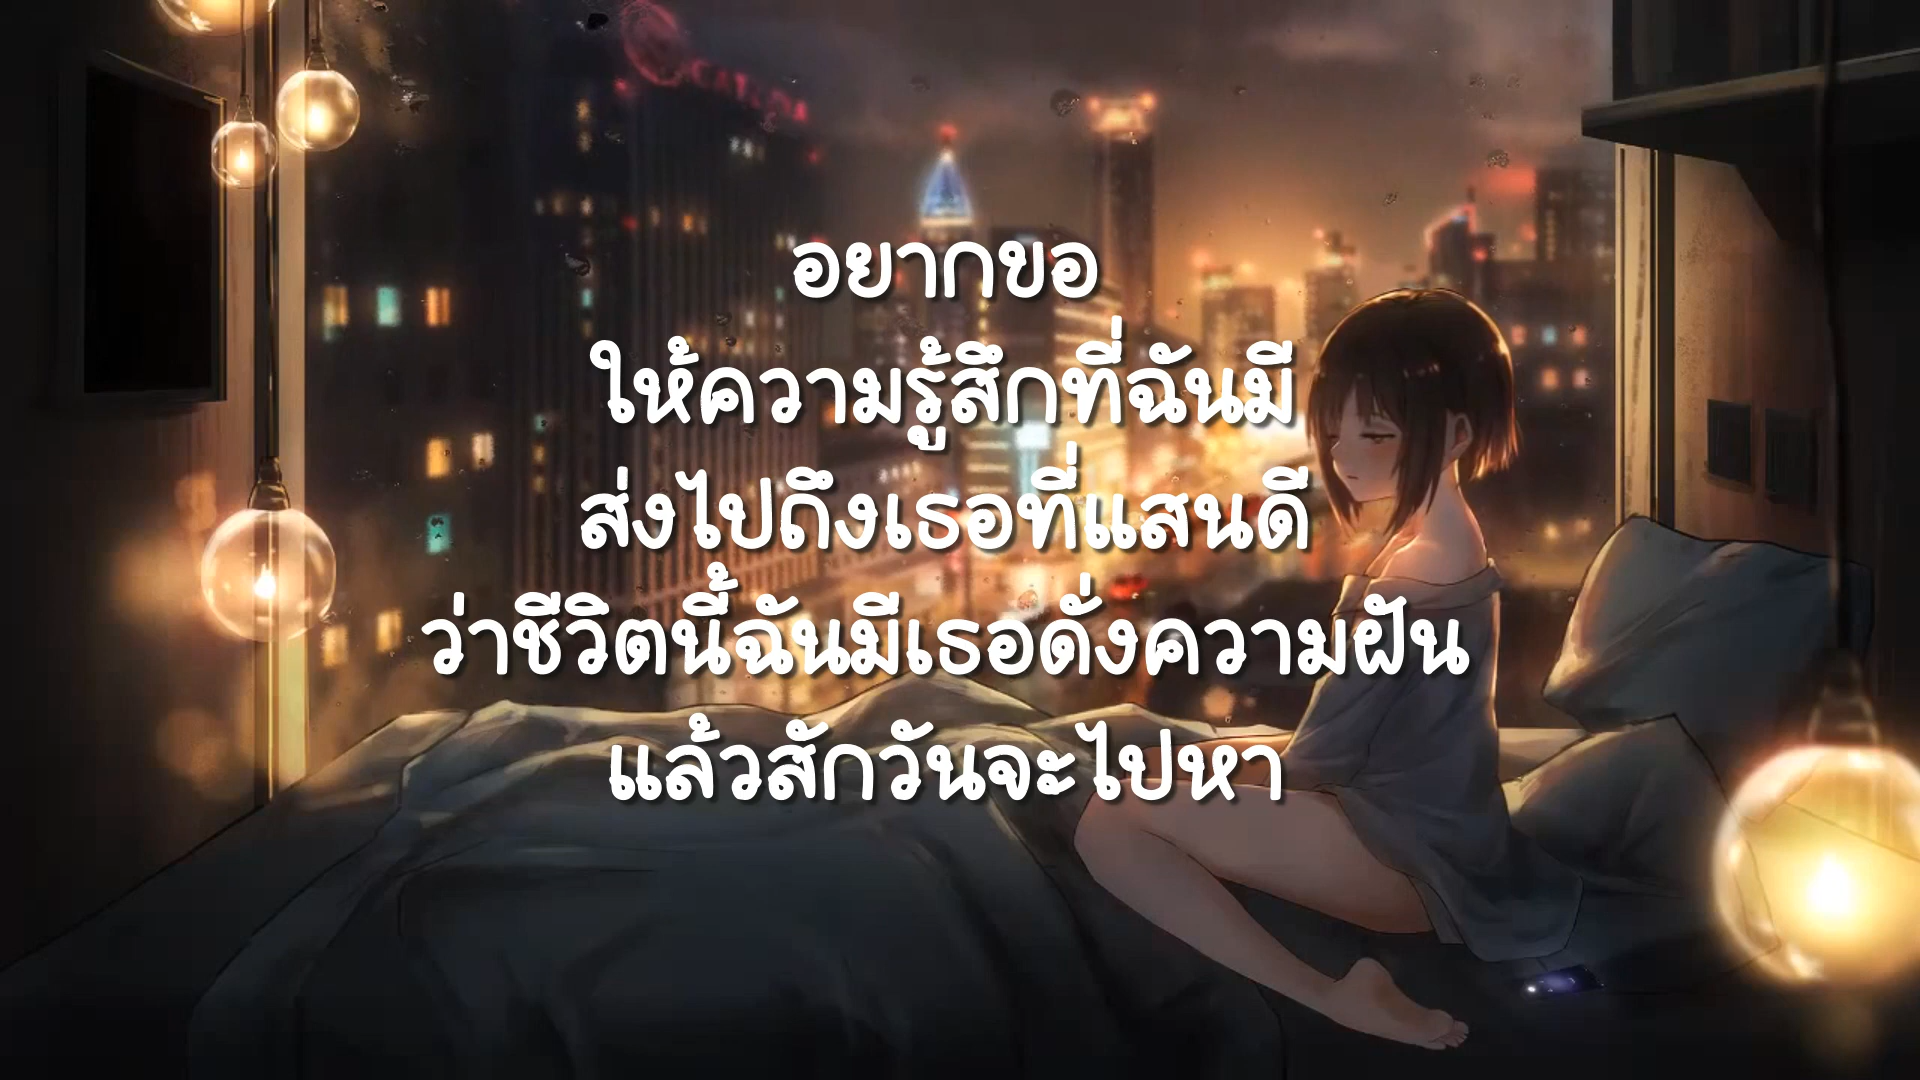 อยากขอ
ให้ความรู้สึกที่ฉันมี
ส่งไปถึงเธอที่แสนดี
ว่าชีวิตนี้ฉันมีเธอดั่งความฝัน
แล้วสักวันจะไปหา